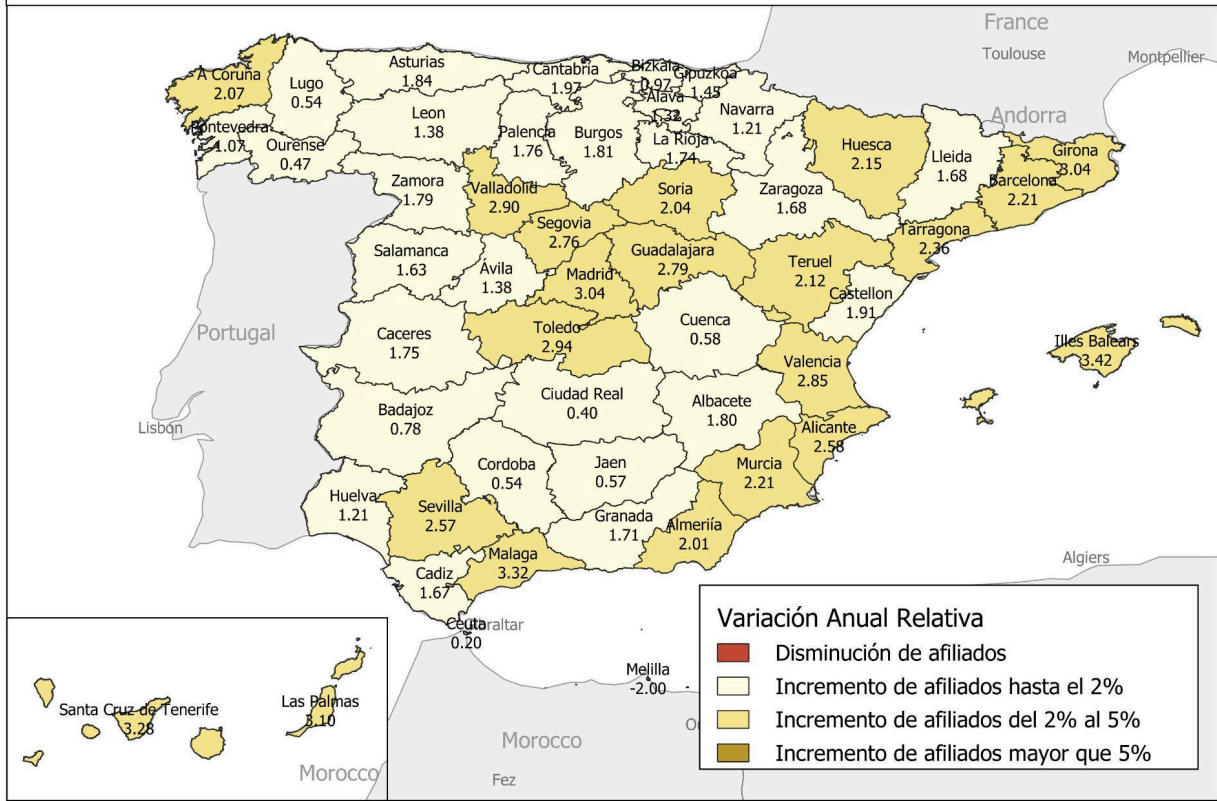 France
Toulouse
Montpellier
Andorra
A Coruña
2.07
Lugo
0.54
Asturias
1.84
Cantabria
1.97
Bizkaia
0.97
Gipuzkoa
1.45
Alava
1.32
Navarra
1.21
Pontevedra
1.07
Ourense
0.47
Leon
1.38
Palencia
1.76
Burgos
1.81
La Rioja
1.74
Huesca
2.15
Lleida
1.68
Girona
3.04
Barcelona
2.21
Zamora
1.79
Valladolid
2.90
Soria
2.04
Zaragoza
1.68
Tarragona
2.36
Segovia
2.76
Salamanca
1.63
Ávila
1.38
Madrid
3.04
Guadalajara
2.79
Teruel
2.12
Castellon
1.91
Portugal
Caceres
1.75
Toledo
2.94
Cuenca
0.58
Valencia
2.85
Illes Balears
3.42
Lisbon
Badajoz
0.78
Ciudad Real
0.40
Albacete
1.80
Alicante
2.58
Cordoba
0.54
Jaen
0.57
Murcia
2.21
Huelva
1.21
Sevilla
2.57
Granada
1.71
Almeriía
2.01
Malaga
3.32
Cadiz
1.67
Algiers
Ceuta
0.20
Gibraltar
Melilla
-2.00
Morocco
Fez
Santa Cruz de Tenerife
3.28
Las Palmas
3.10
Morocco
Variación Anual Relativa
Disminución de afiliados
Incremento de afiliados hasta el 2%
Incremento de afiliados del 2% al 5%
Incremento de afiliados mayor que 5%